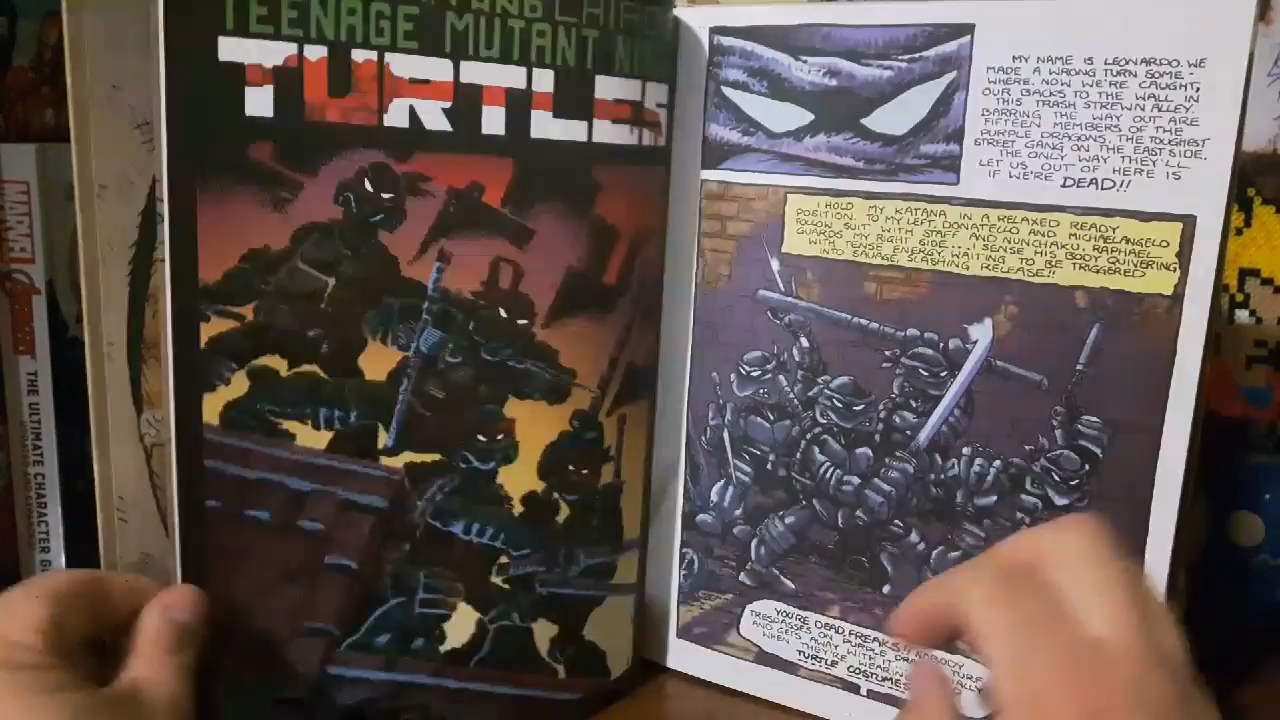 AND LAIRD
TEENAGE MUTANT NI
TURTLES
MY NAME IS LEONARDO. WE
MADE A WRONG TURN SOME-
WHERE. NOW WE'RE CAUGHT,
OUR BACKS TO THE WALL IN
THIS TRASH STREWN ALLEY.
BARRING THE WAY OUT ARE
FIFTEEN MEMBERS OF THE
PURPLE DRAGONS, THE TOUGHEST
STREET GANG ON THE EAST SIDE.
THE ONLY WAY THEY'LL
LET US OUT OF HERE IS
IF WE'RE DEAD!!
I HOLD MY KATANA IN A RELAXED READY
POSITION. TO MY LEFT, DONATELLO AND MICHAELANGELO
FOLLOW SUIT WITH STAFF AND NUNCHAKU. RAPHAEL
GUARDS MY RIGHT SIDE... I SENSE HIS BODY QUIVERING
WITH TENSE ENERGY, WAITING TO BE TRIGGERED
INTO SAVAGE, SLASHING RELEASE!!
YOU'RE DEAD, FREAKS!! NOBODY
TRESPASSES ON PURPLE DRA TURF
AND GETS AWAY WITH IT
WHEN THEY'RE WEARIN
TURTLE COSTUME
MARVEL
THE ULTIMATE CHARACTER G